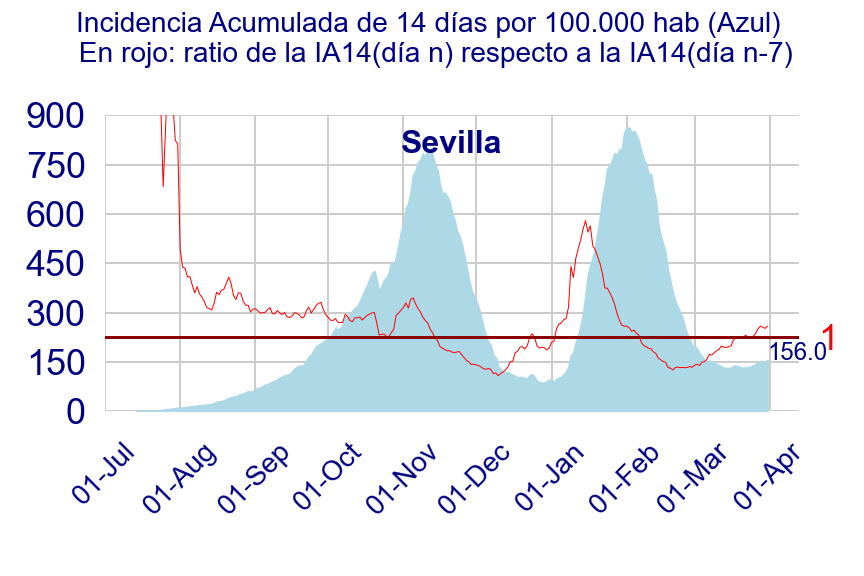 Incidencia Acumulada de 14 días por 100.000 hab (Azul)
En rojo: ratio de la IA14(día n) respecto a la IA14(día n-7)
Sevilla
900
750
600
450
300
150
0
1
156.0
01-Jul
01-Aug
01-Sep
01-Oct
01-Nov
01-Dec
01-Jan
01-Feb
01-Mar
01-Apr